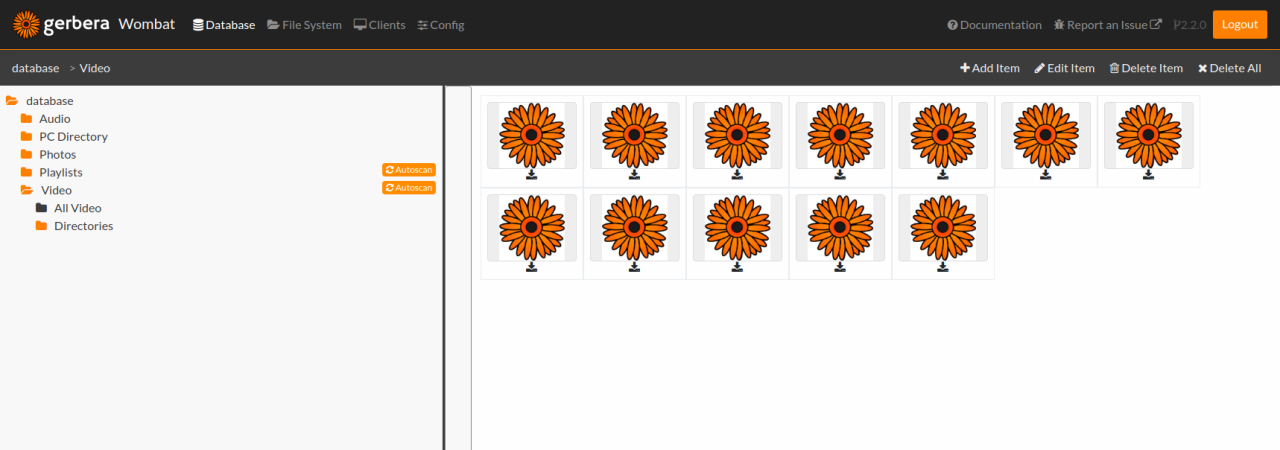 gerbera Wombat Database File System Clients Config Documentation Report an Issue 2.2.0 Logout
database > Video Add Item Edit Item Delete Item Delete All
database
Audio
PC Directory
Photos
Playlists Autoscan
Video Autoscan
All Video
Directories